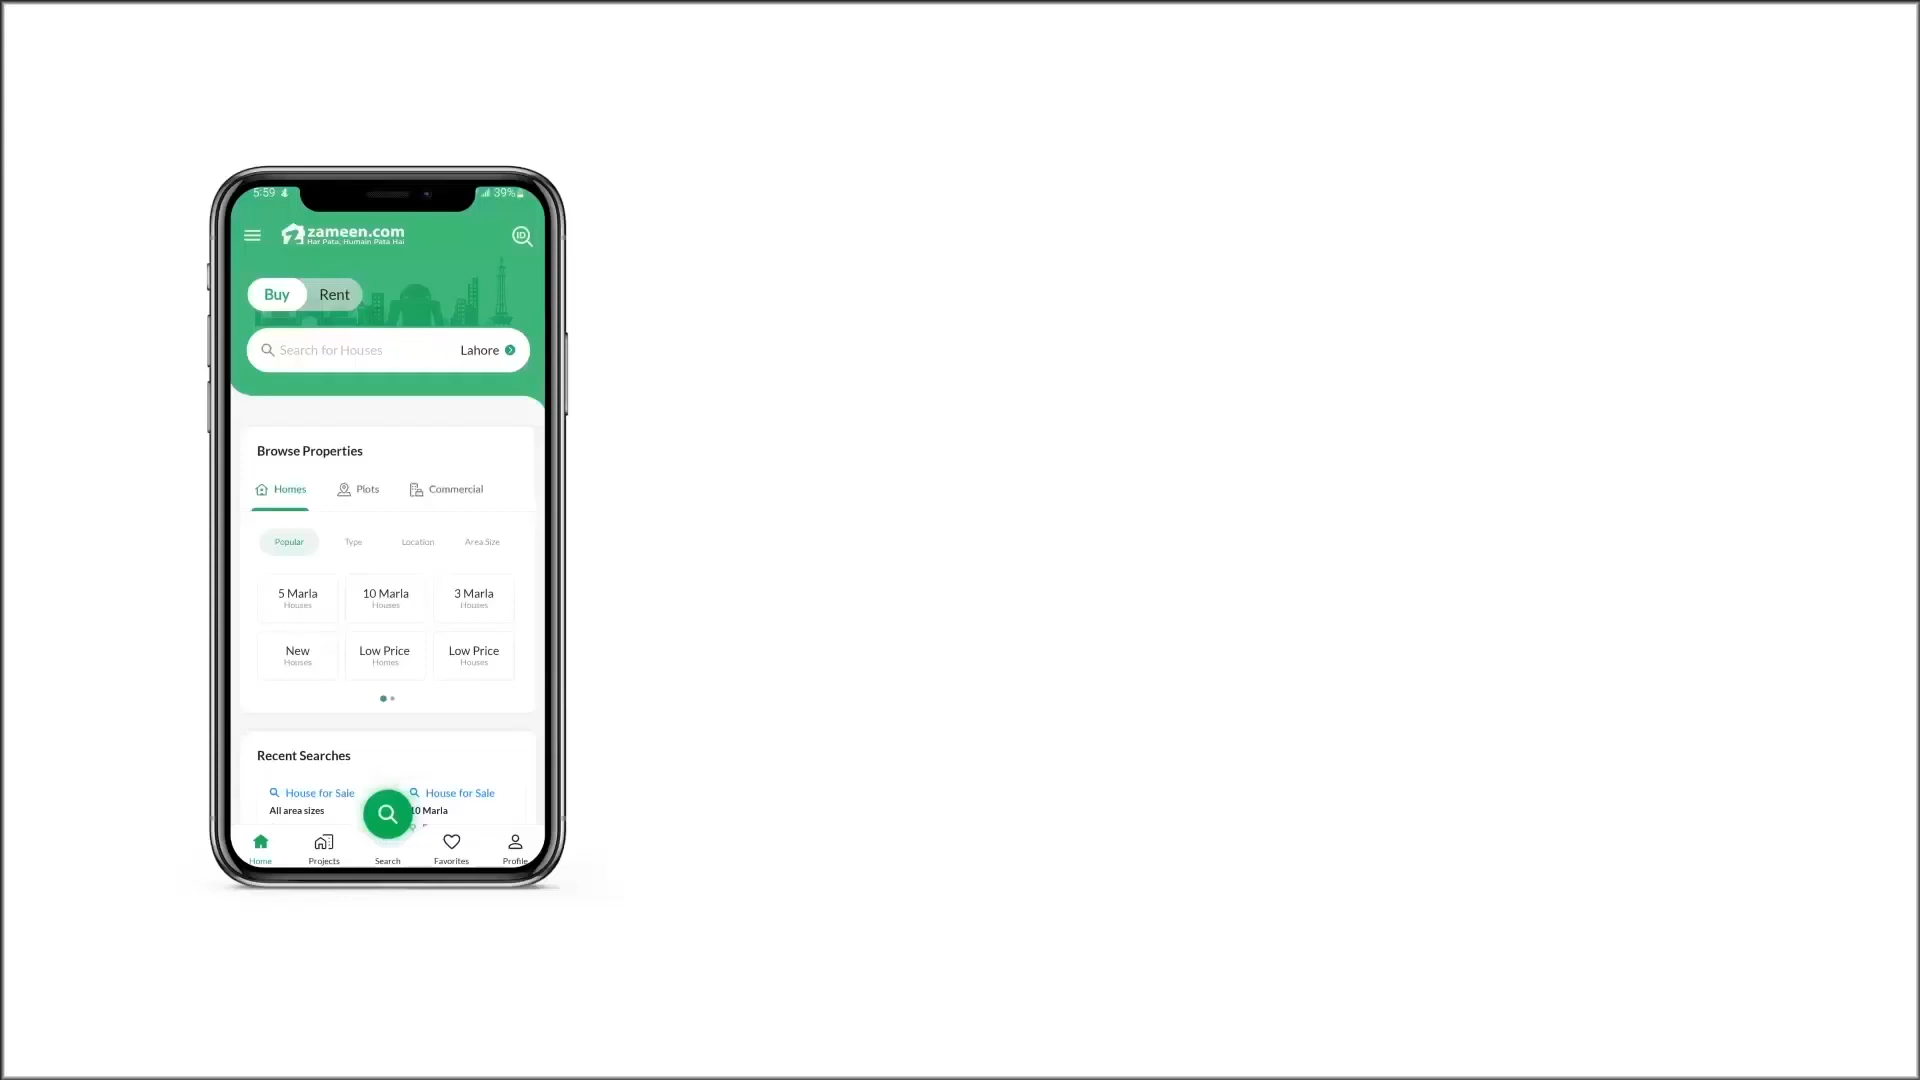 5:59 39%
zameen.com
Har Pata, Humain Pata Hai
ID
Buy Rent
Search for Houses Lahore
Browse Properties
Homes Plots Commercial
Popular Type Location Area Size
5 Marla 10 Marla 3 Marla
Houses Houses Houses
New Low Price Low Price
Houses Homes Houses
Recent Searches
House for Sale House for Sale
All area sizes 10 Marla
Home Projects Search Favorites Profile